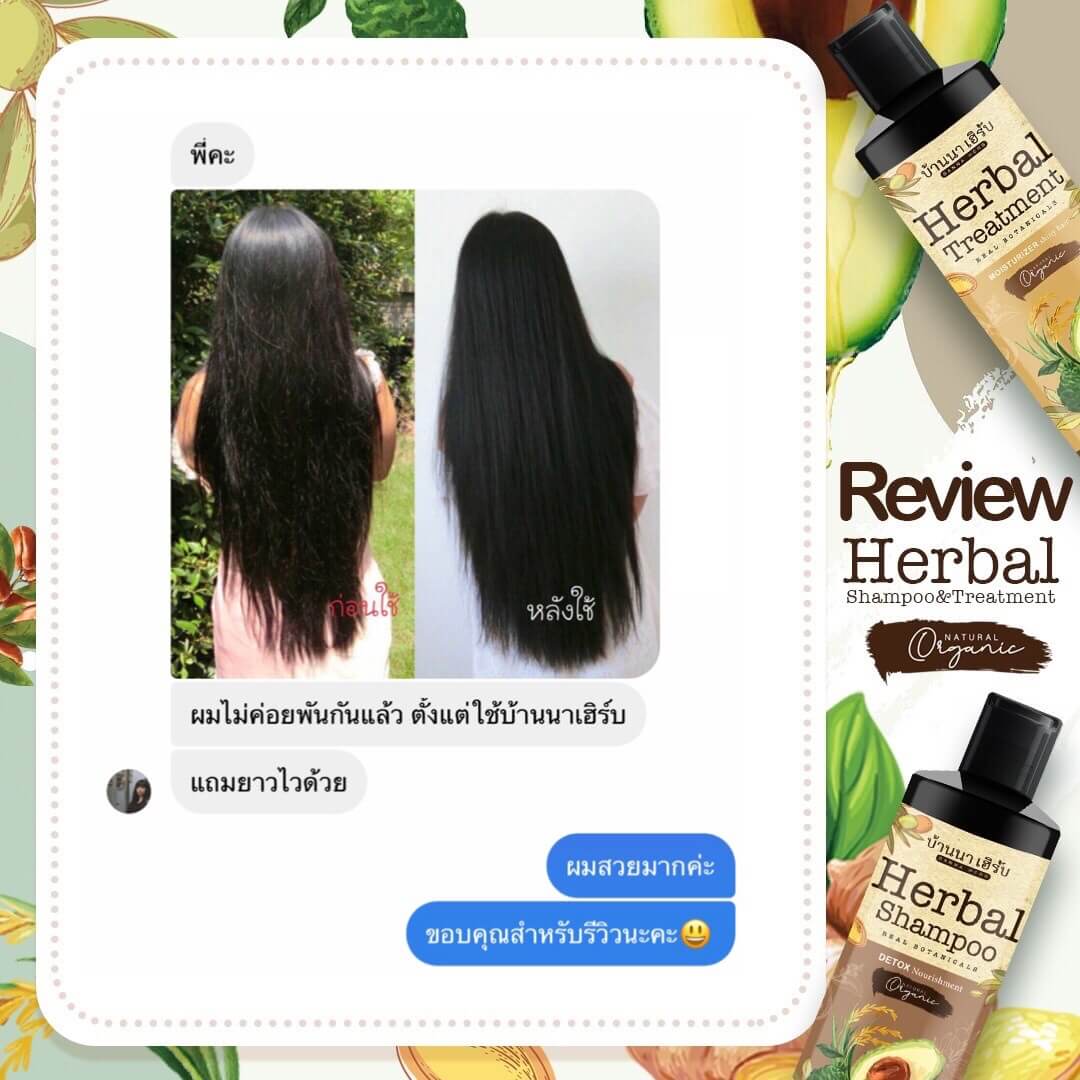 พี่คะ
ก่อนใช้
หลังใช้
ผมไม่ค่อยพันกันแล้ว ตั้งแต่ใช้บ้านนาเฮิร์บ
แถมยาวไวด้วย
ผมสวยมากค่ะ
ขอบคุณสำหรับรีวิวนะคะ😃
บ้านนา เฮิร์บ
Herbal
Treatment
REAL BOTANICALS
MOISTURIZER
Organic
Review
Herbal
Shampoo&Treatment
NATURAL
Organic
บ้านนา เฮิร์บ
Herbal
Shampoo
REAL BOTANICALS
DETOX Nourishment
NATURAL
Organic